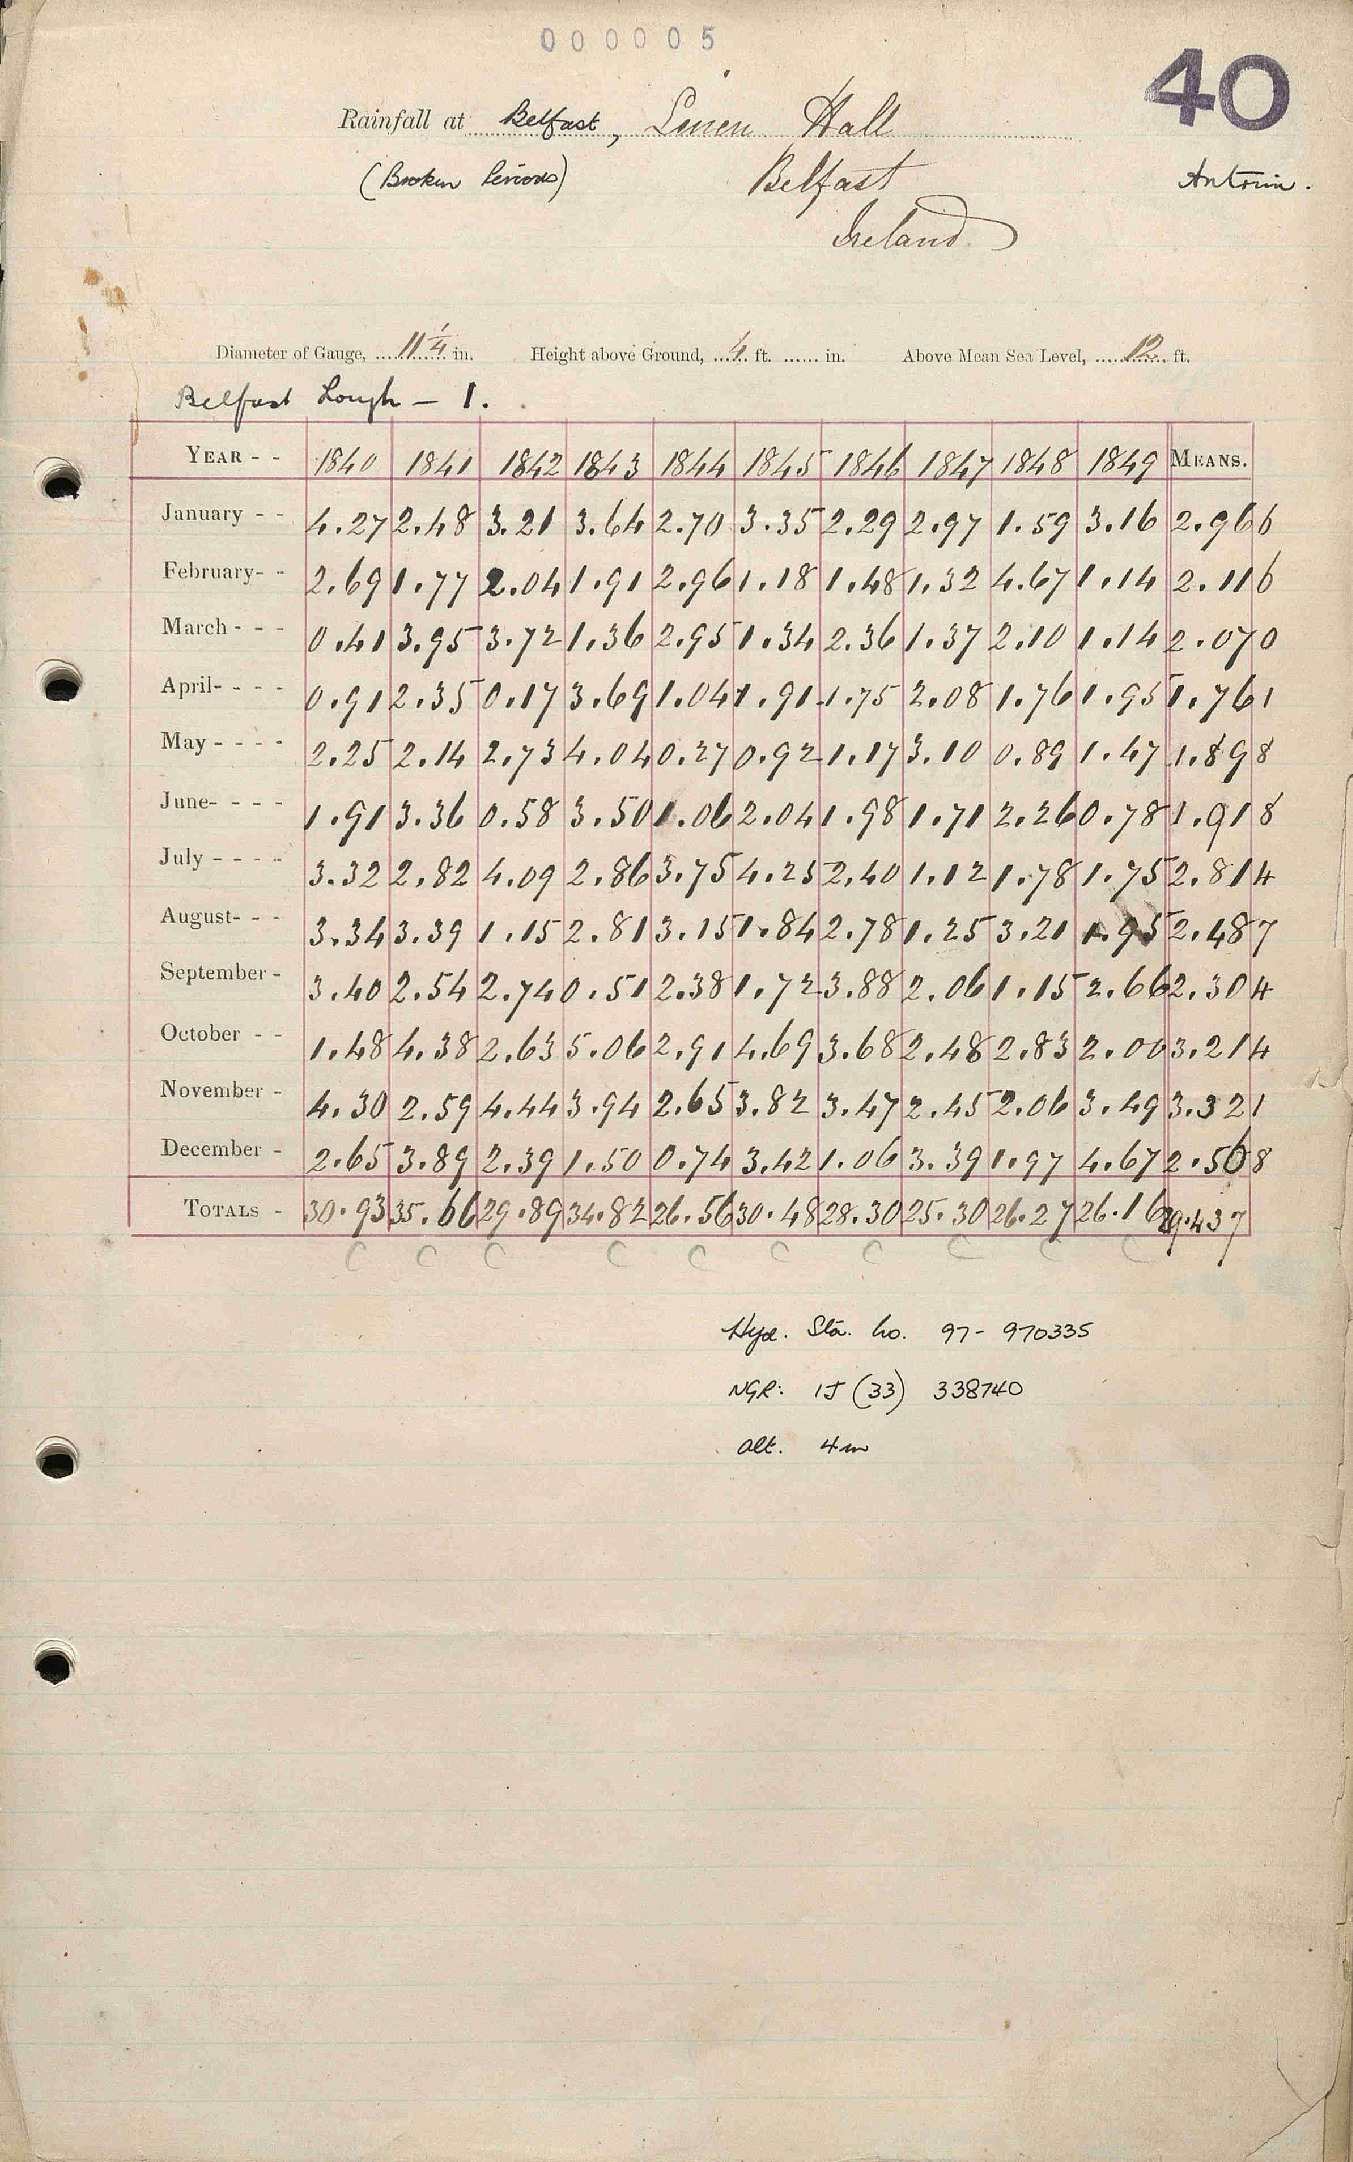 000005
40
Rainfall at Belfast, Linen Hall
(Broken Periods) Belfast Antrim.
Ireland
Diameter of Gauge, 11 1/4 in. Height above Ground, 4 ft. in. Above Mean Sea Level, 12 ft.
Belfast Lough - 1.
YEAR - - 1840 1841 1842 1843 1844 1845 1846 1847 1848 1849 MEANS.
January - - 4.27 2.48 3.21 3.64 2.70 3.35 2.29 2.97 1.59 3.16 2.966
February- - 2.69 1.77 2.04 1.91 2.96 1.18 1.48 1.32 4.67 1.14 2.116
March - - - 0.41 3.95 3.72 1.36 2.95 1.34 2.36 1.37 2.10 1.14 2.070
April- - - - 0.91 2.35 0.17 3.69 1.04 1.91 1.75 2.08 1.76 1.95 1.761
May - - - - 2.25 2.14 2.73 4.04 0.27 0.92 1.17 3.10 0.89 1.47 1.898
June- - - - 1.91 3.36 0.58 3.50 1.06 2.04 1.98 1.71 2.26 0.78 1.918
July - - - - 3.32 2.82 4.09 2.86 3.75 4.25 2.40 1.12 1.78 1.75 2.814
August- - - 3.34 3.39 1.15 2.81 3.15 1.84 2.78 1.25 3.21 1.95 2.487
September - 3.40 2.54 2.74 0.51 2.38 1.72 3.88 2.06 1.15 2.66 2.304
October - - 1.48 4.38 2.63 5.06 2.91 4.69 3.68 2.48 2.83 2.00 3.214
November - 4.30 2.59 4.44 3.94 2.65 3.82 3.47 2.45 2.06 3.49 3.321
December - 2.65 3.89 2.39 1.50 0.74 3.42 1.06 3.39 1.97 4.67 2.568
TOTALS - 30.93 35.66 29.89 34.82 26.56 30.48 28.30 25.30 26.27 26.16 29.437
C C C C C C C C C C
Hyd. Sta. No. 97- 970335
NGR: IJ (33) 338740
alt. 4m